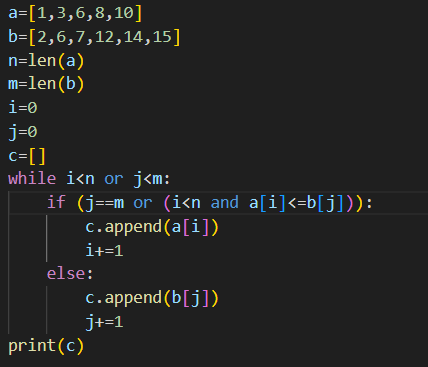 a=[1,3,6,8,10]
b=[2,6,7,12,14,15]
n=len(a)
m=len(b)
i=0
j=0
c=[]
while i<n or j<m:
    if (j==m or (i<n and a[i]<=b[j])):
        c.append(a[i])
        i+=1
    else:
        c.append(b[j])
        j+=1
print(c)